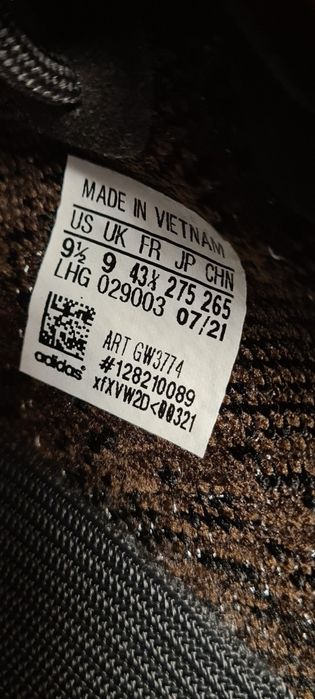 MADE IN VIETNAM
US UK FR JP CHN
9½ 9 43⅓ 275 265
LHG 029003 07/21
ART GW3774
#128210089
xfXVW2D<00321
adidas